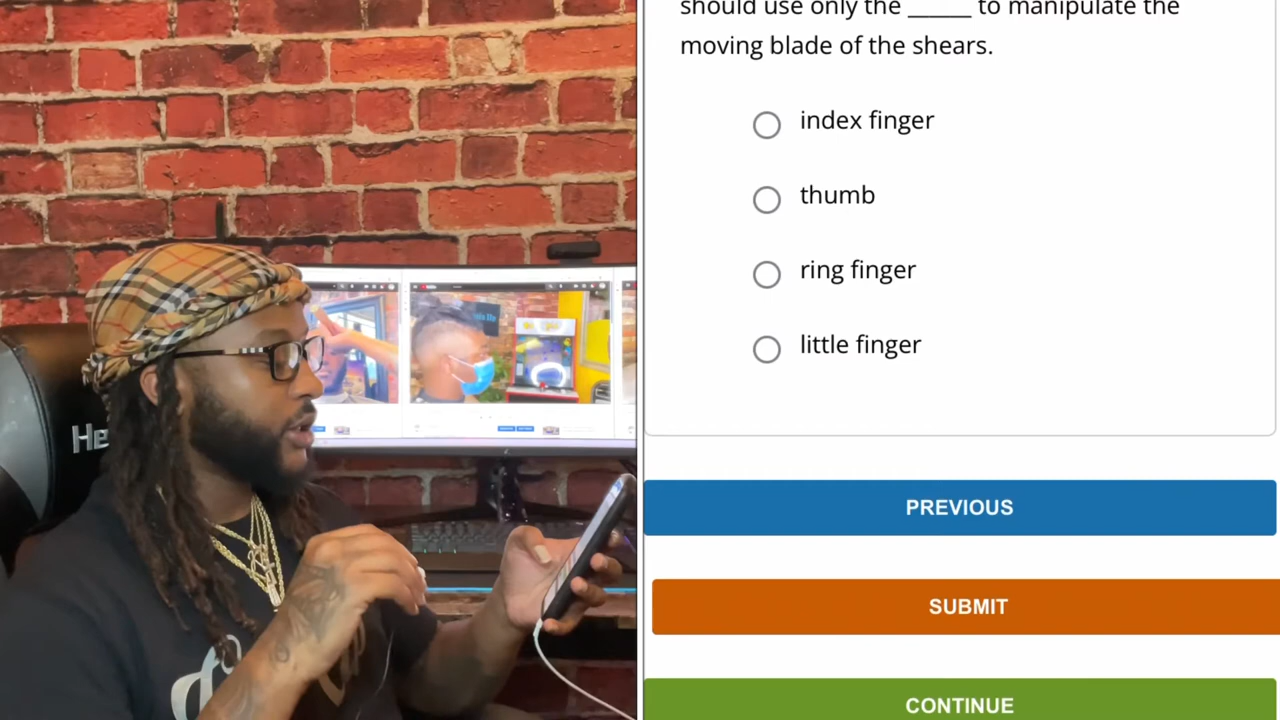 should use only the ______ to manipulate the
moving blade of the shears.
index finger
thumb
ring finger
little finger
He
PREVIOUS
SUBMIT
CONTINUE